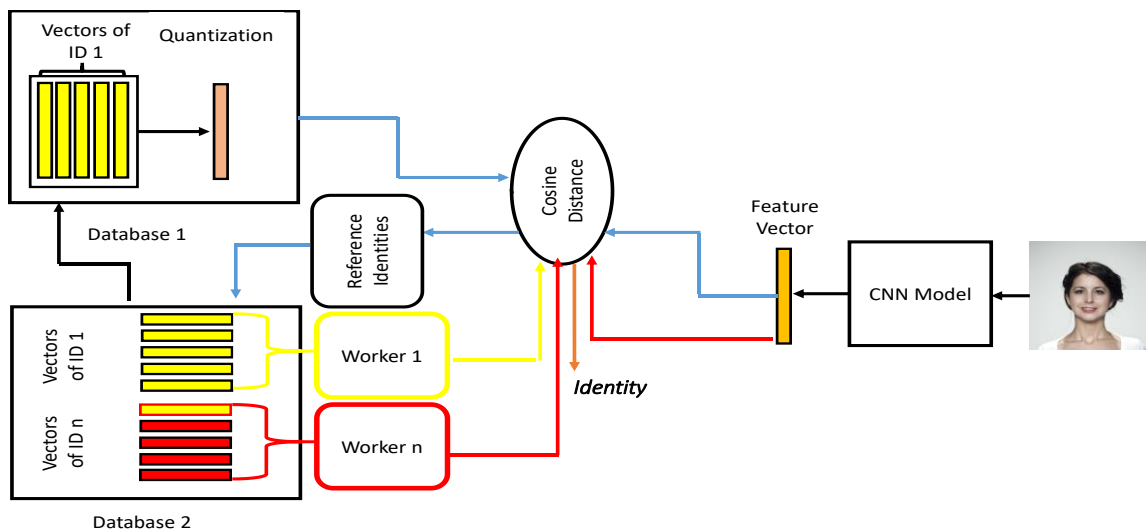 Vectors of
ID 1
Quantization
Database 1
Cosine
Distance
Reference
Identities
Feature
Vector
CNN Model
Vectors
of ID 1
Worker 1
Identity
Vectors
of ID n
Worker n
Database 2